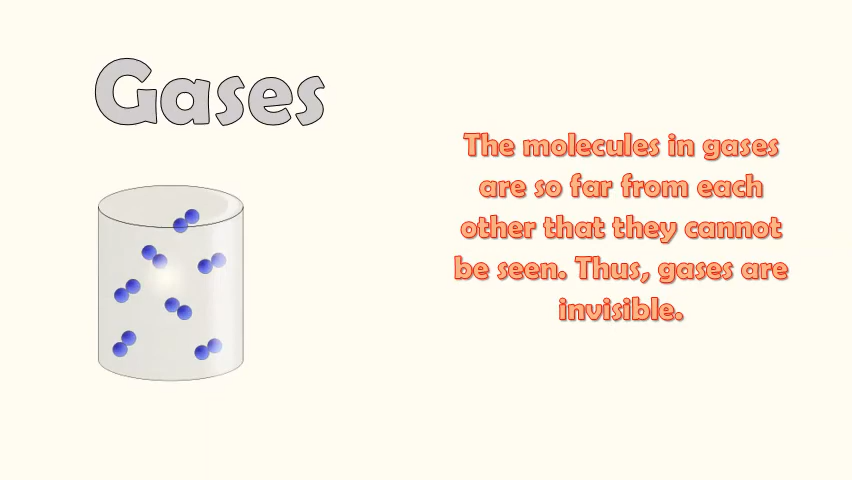 Gases
The molecules in gases
are so far from each
other that they cannot
be seen. Thus, gases are
invisible.